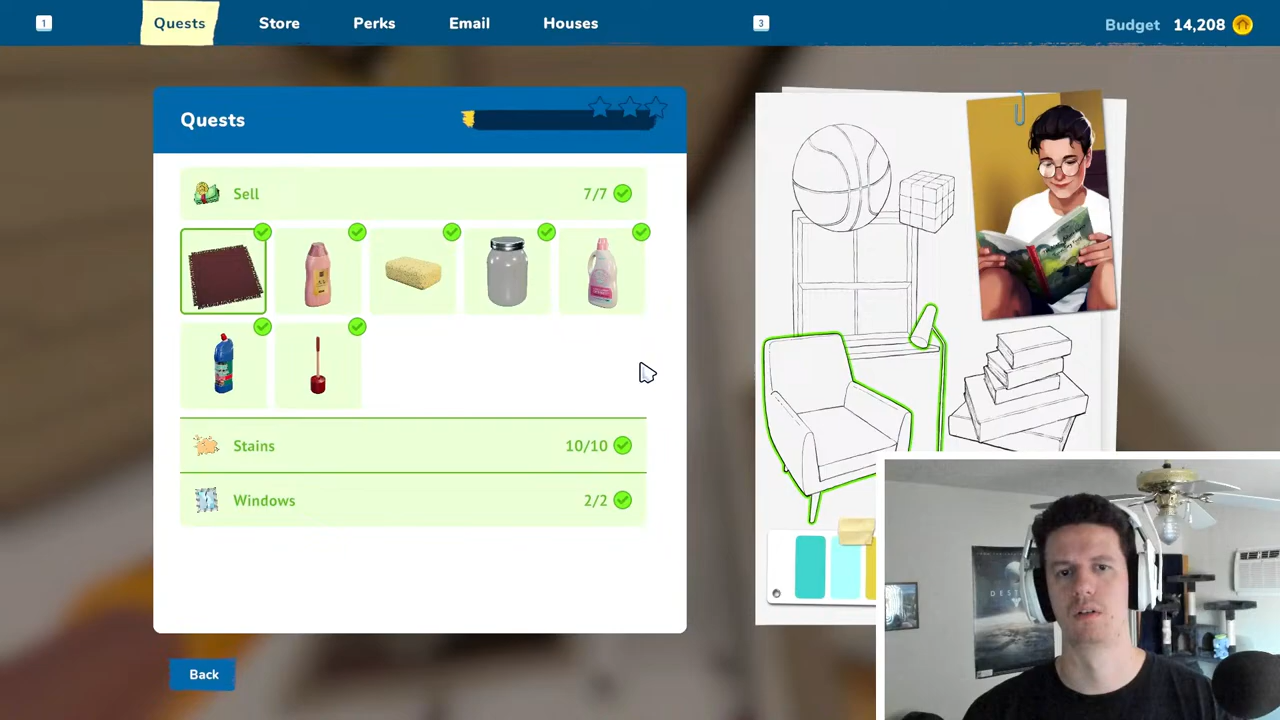 1
Quests
Store
Perks
Email
Houses
3
Budget 14,208
Quests
Sell
7/7
Stains
10/10
Windows
2/2
Back